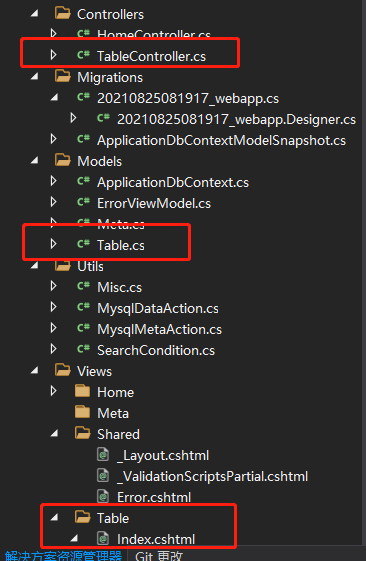 Controllers
C# HomeController.cs
C# TableController.cs
Migrations
C# 20210825081917_webapp.cs
C# 20210825081917_webapp.Designer.cs
C# ApplicationDbContextModelSnapshot.cs
Models
C# ApplicationDbContext.cs
C# ErrorViewModel.cs
C# Meta.cs
C# Table.cs
Utils
C# Misc.cs
C# MysqlDataAction.cs
C# MysqlMetaAction.cs
C# SearchCondition.cs
Views
Home
Meta
Shared
_Layout.cshtml
_ValidationScriptsPartial.cshtml
Error.cshtml
Table
Index.cshtml
解决方案资源管理器 Git 更改